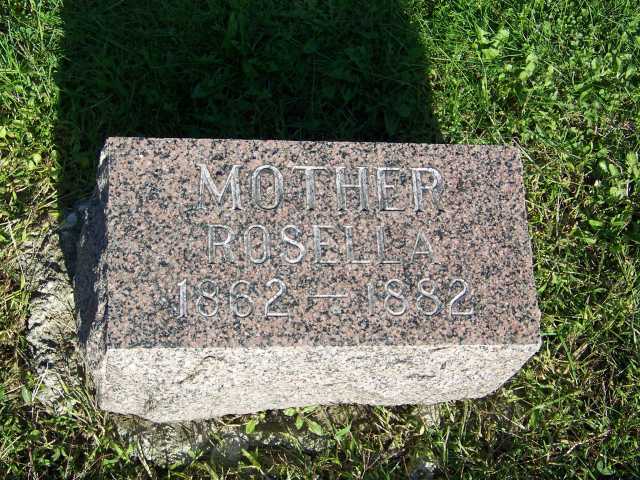 MOTHER
ROSELLA
1862 — 1882